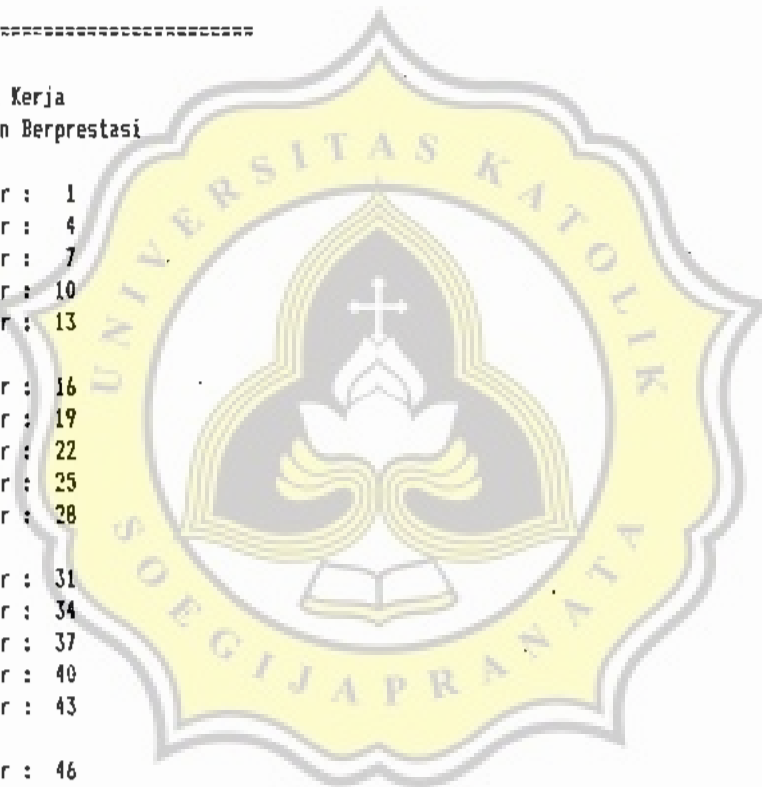 ========================
Kerja
n Berprestasi
r : 1
r : 4
r : 7
r : 10
r : 13
r : 16
r : 19
r : 22
r : 25
r : 28
r : 31
r : 34
r : 37
r : 40
r : 43
r : 46
UNIVERSITAS KATOLIK
SOEGIJAPRANATA